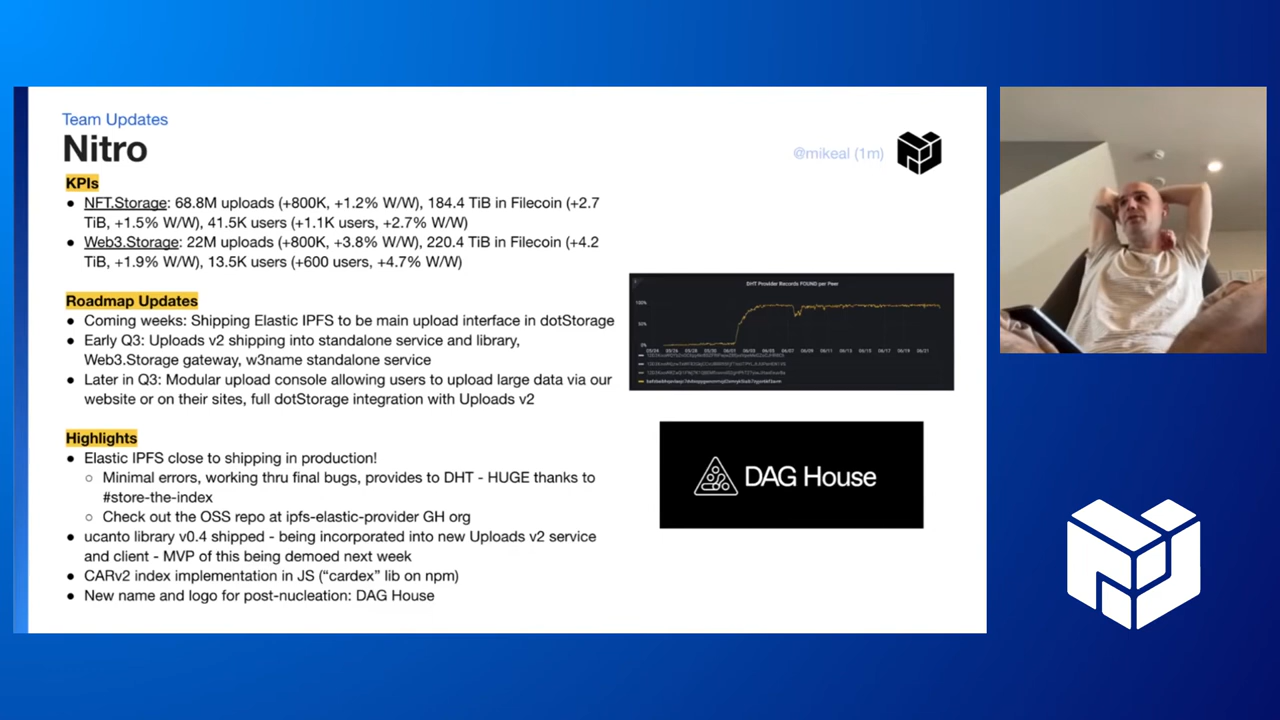 Team Updates
Nitro
@mikeal (1m)
KPIs
● NFT.Storage: 68.8M uploads (+800K, +1.2% W/W), 184.4 TiB in Filecoin (+2.7
TiB, +1.5% W/W), 41.5K users (+1.1K users, +2.7% W/W)
● Web3.Storage: 22M uploads (+800K, +3.8% W/W), 220.4 TiB in Filecoin (+4.2
TiB, +1.9% W/W), 13.5K users (+600 users, +4.7% W/W)
Roadmap Updates
● Coming weeks: Shipping Elastic IPFS to be main upload interface in dotStorage
● Early Q3: Uploads v2 shipping into standalone service and library,
Web3.Storage gateway, w3name standalone service
● Later in Q3: Modular upload console allowing users to upload large data via our
website or on their sites, full dotStorage integration with Uploads v2
Highlights
● Elastic IPFS close to shipping in production!
○ Minimal errors, working thru final bugs, provides to DHT - HUGE thanks to
#store-the-index
○ Check out the OSS repo at ipfs-elastic-provider GH org
● ucanto library v0.4 shipped - being incorporated into new Uploads v2 service
and client - MVP of this being demoed next week
● CARv2 index implementation in JS (“cardex” lib on npm)
● New name and logo for post-nucleation: DAG House
DHT Provider Records FOUND per Peer
100%
50%
0%
DAG House